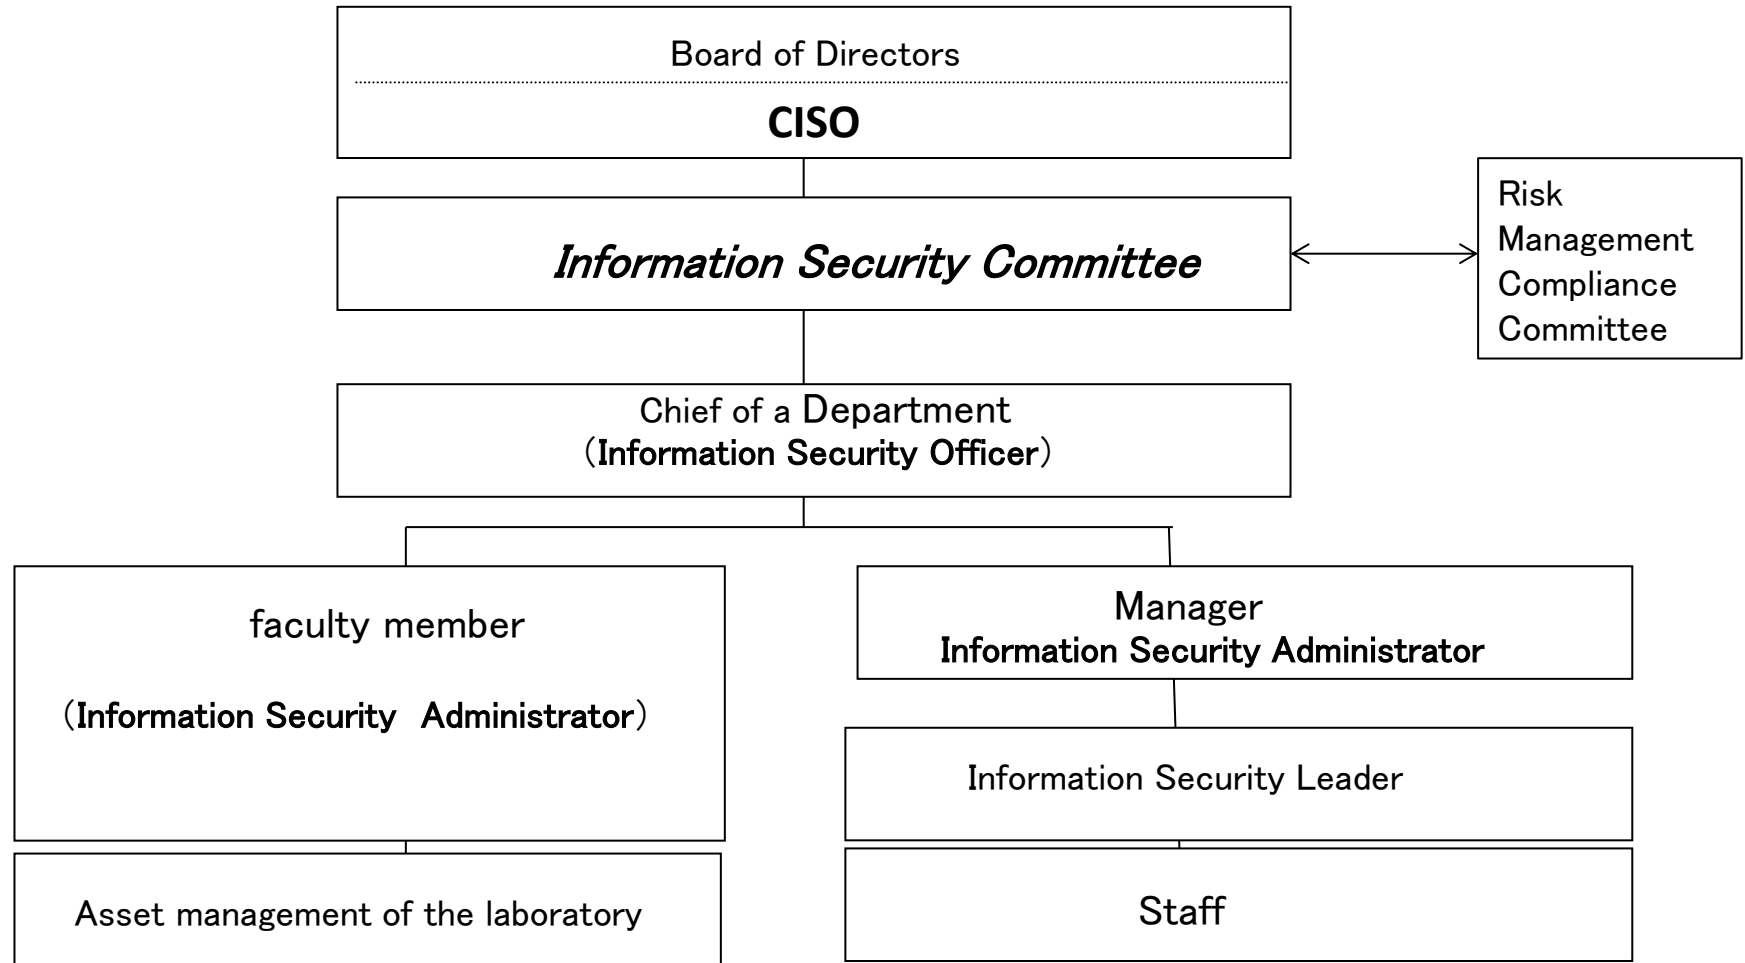 Board of Directors
CISO
Information Security Committee
Risk
Management
Compliance
Committee
Chief of a Department
(Information Security Officer)
faculty member
(Information Security Administrator)
Manager
Information Security Administrator
Information Security Leader
Asset management of the laboratory
Staff